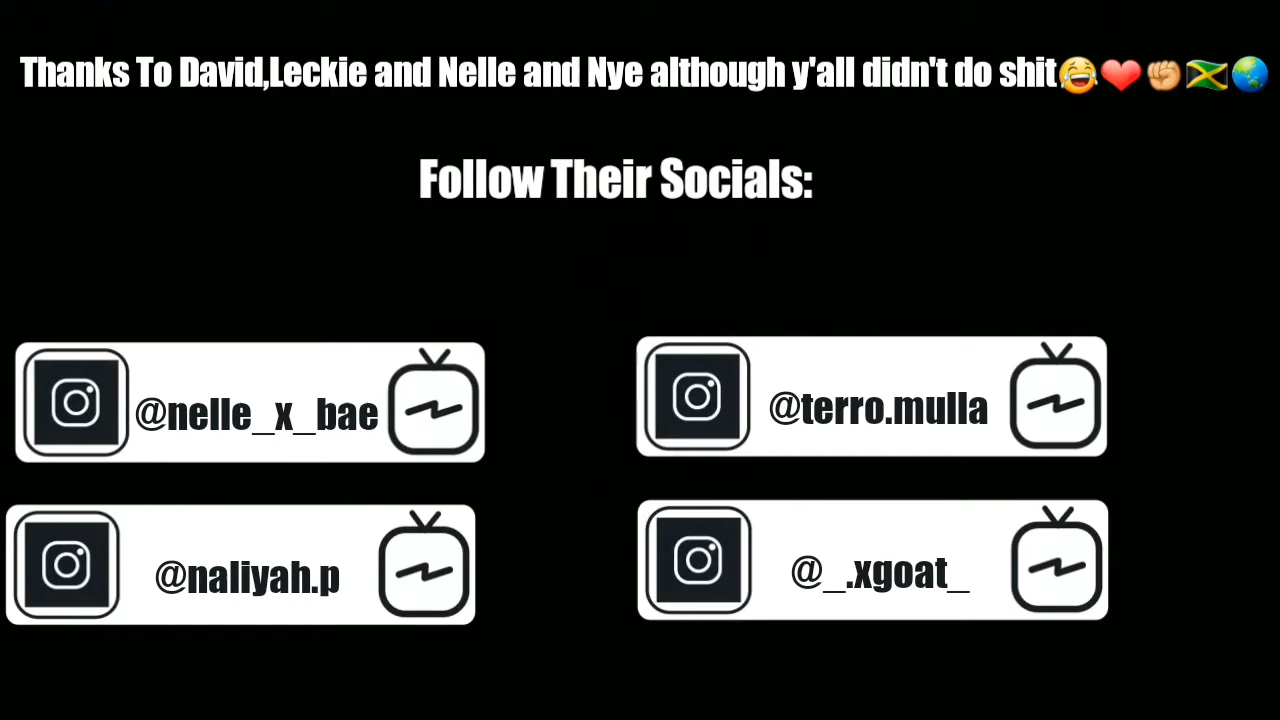 Thanks To David,Leckie and Nelle and Nye although y'all didn't do shit😂❤️✊🏼🇯🇲🌏
Follow Their Socials:
@nelle_x_bae
@terro.mulla
@naliyah.p
@_.xgoat_